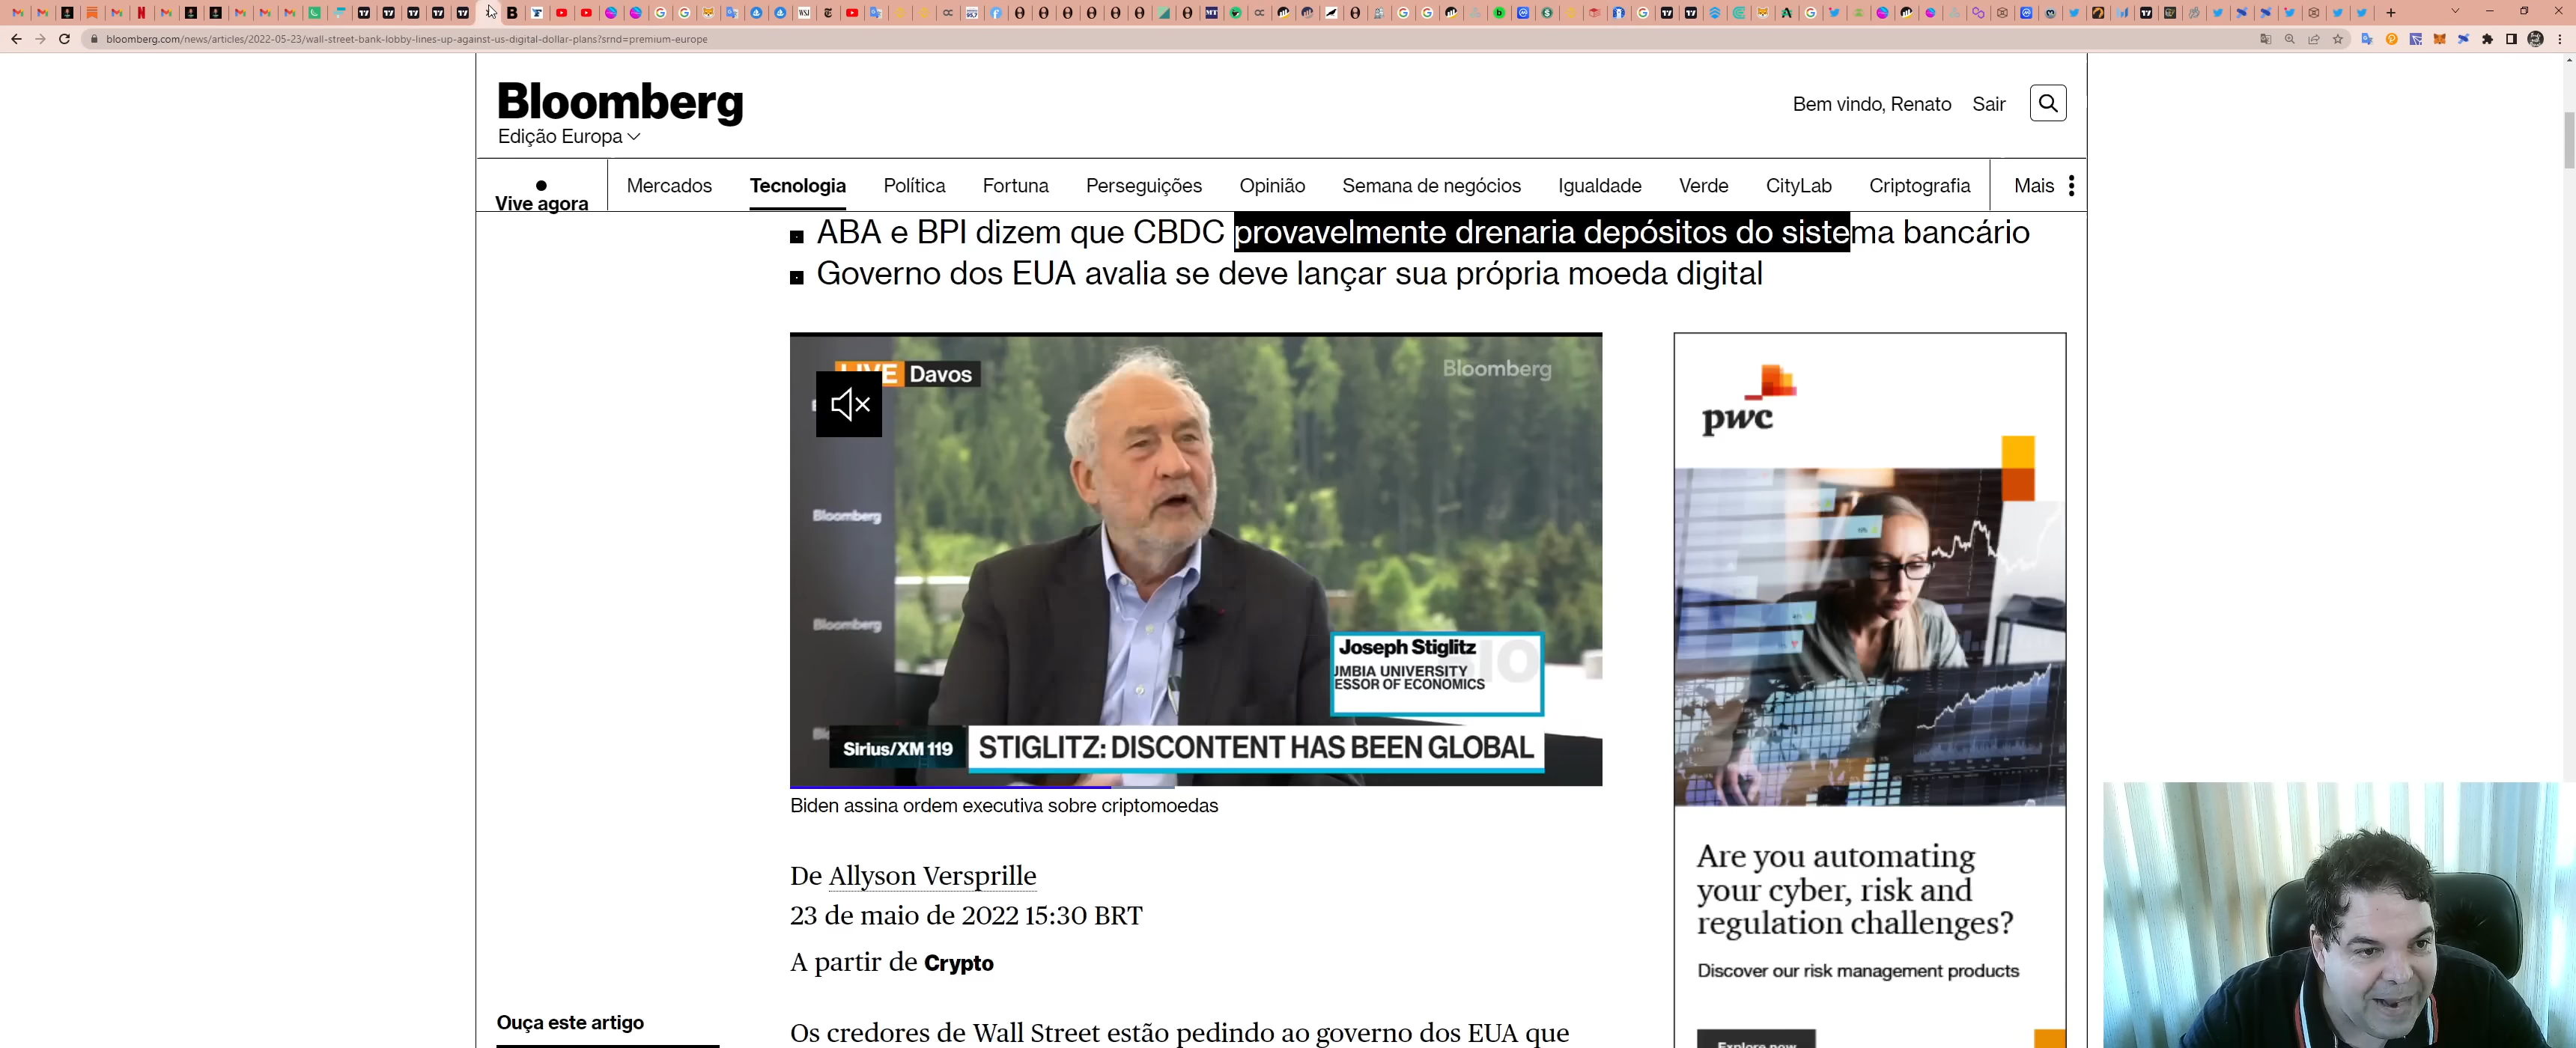 bloomberg.com/news/articles/2022-05-23/wall-street-bank-lobby-lines-up-against-us-digital-dollar-plans?srnd=premium-europe
Bloomberg
Edição Europa
Bem vindo, Renato Sair
Vive agora
Mercados Tecnologia Política Fortuna Perseguições Opinião Semana de negócios Igualdade Verde CityLab Criptografia Mais
ABA e BPI dizem que CBDC provavelmente drenaria depósitos do sistema bancário
Governo dos EUA avalia se deve lançar sua própria moeda digital
LIVE Davos
Bloomberg
Bloomberg
Bloomberg
Joseph Stiglitz
UMBIA UNIVERSITY
ESSOR OF ECONOMICS
Sirius/XM 119
STIGLITZ: DISCONTENT HAS BEEN GLOBAL
Biden assina ordem executiva sobre criptomoedas
De Allyson Versprille
23 de maio de 2022 15:30 BRT
A partir de Crypto
Ouça este artigo
Os credores de Wall Street estão pedindo ao governo dos EUA que
pwc
Are you automating
your cyber, risk and
regulation challenges?
Discover our risk management products
Explore now